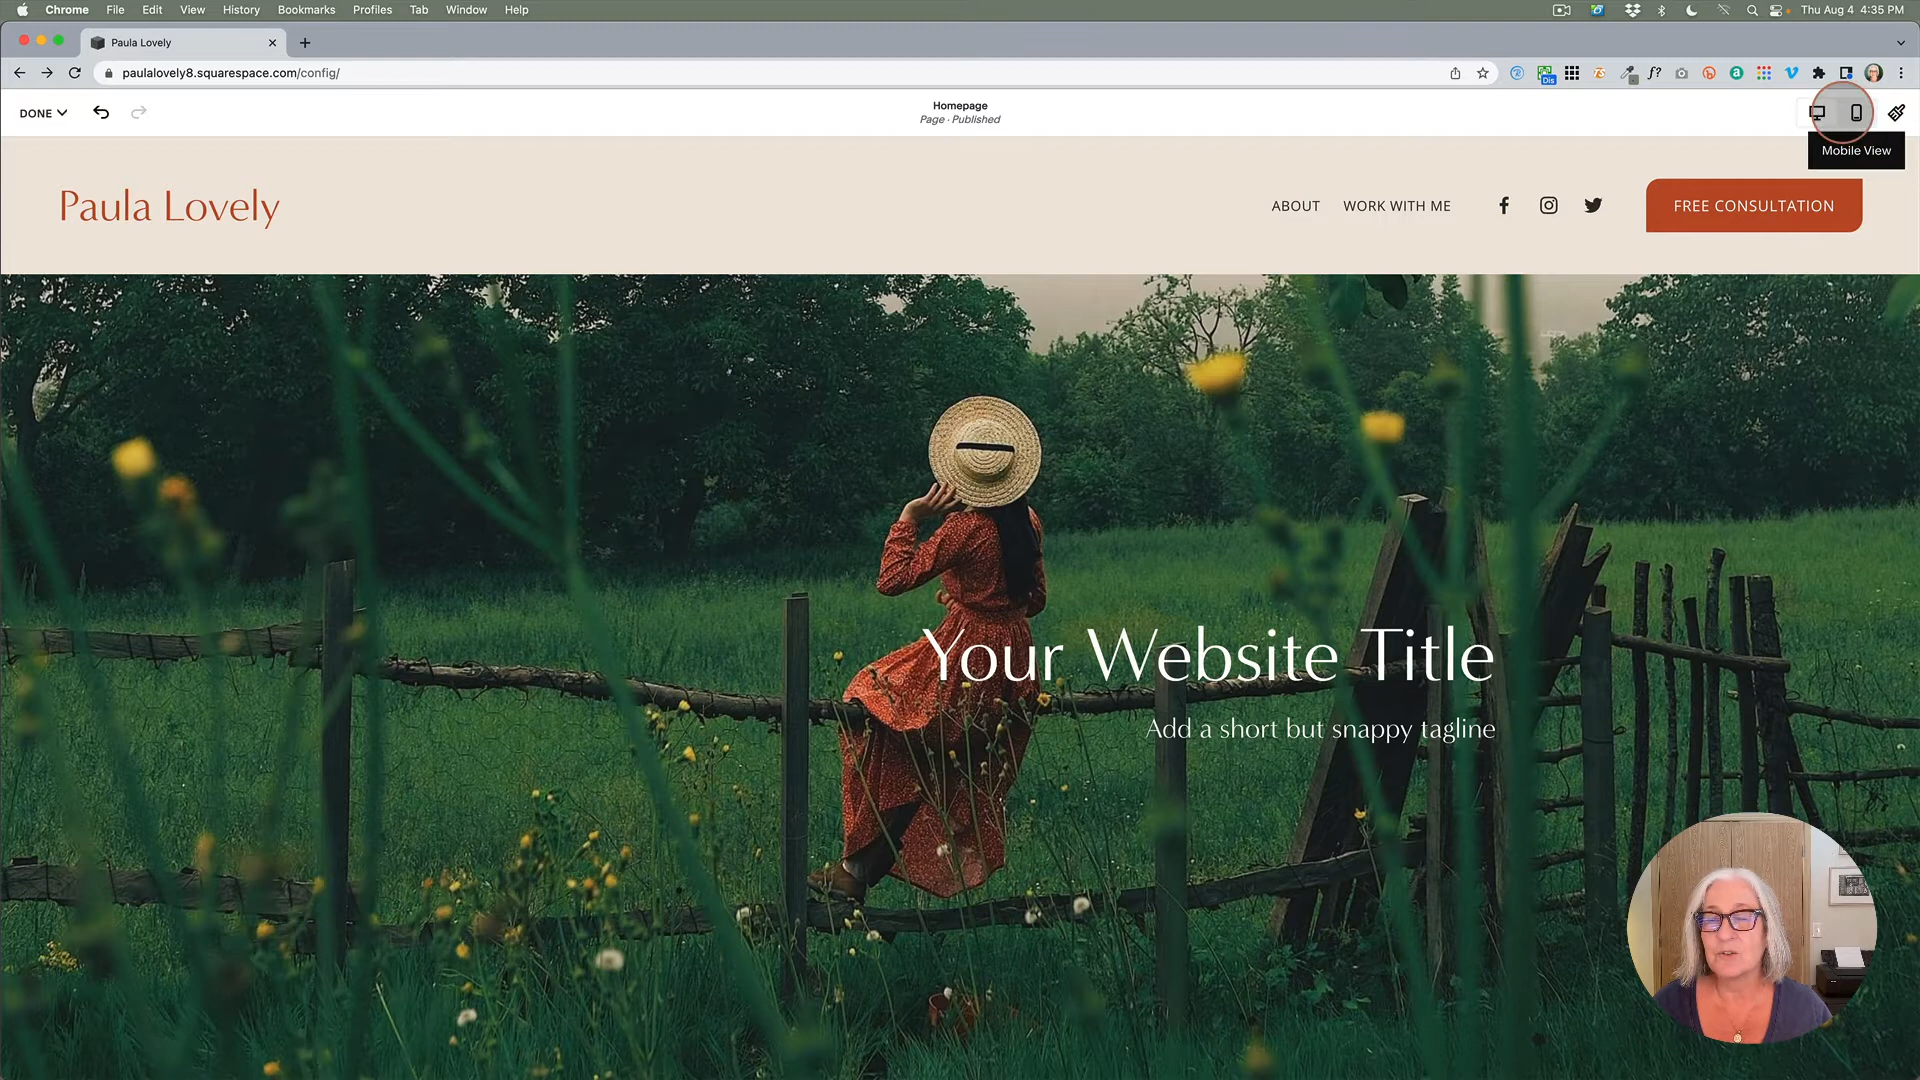 Chrome File Edit View History Bookmarks Profiles Tab Window Help
Thu Aug 4 4:35 PM
Paula Lovely
paulalovely8.squarespace.com/config/
f?
Dis
DONE
Homepage
Page · Published
Mobile View
Paula Lovely
ABOUT WORK WITH ME
FREE CONSULTATION
Your Website Title
Add a short but snappy tagline